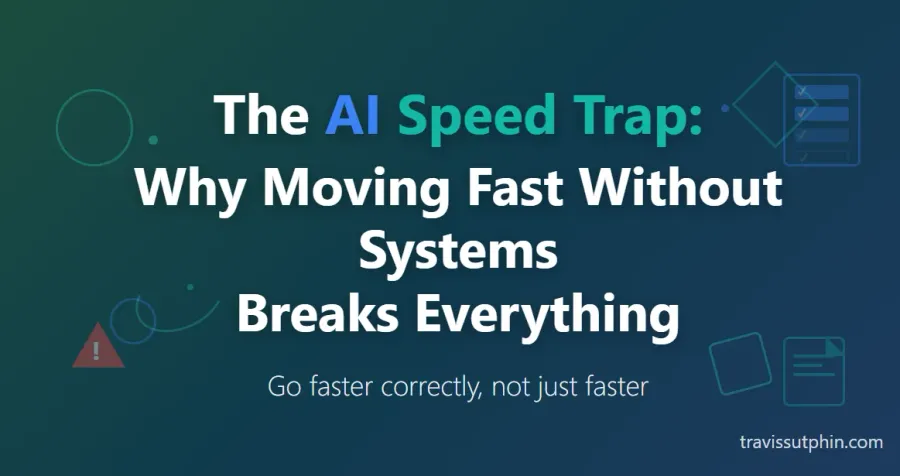 The AI Speed Trap:
Why Moving Fast Without
Systems
Breaks Everything
Go faster correctly, not just faster
!
travissutphin.com